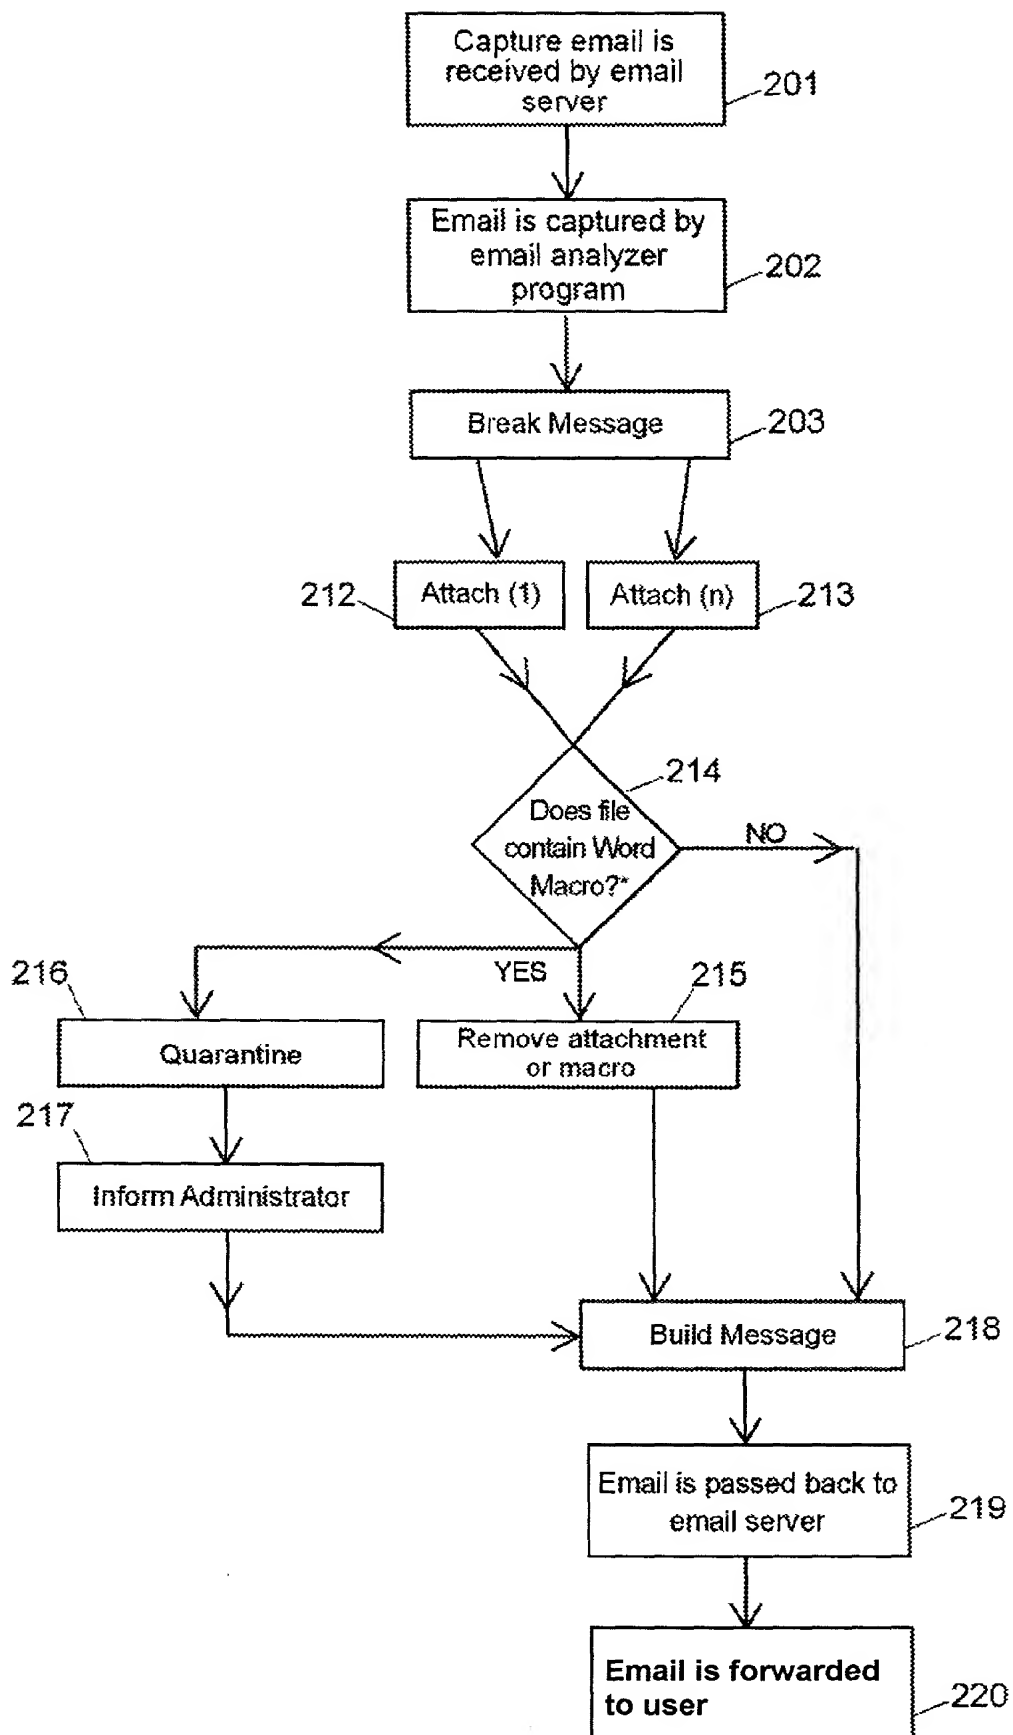 Capture email is
received by email
server
201
Email is captured by
email analyzer
program
202
Break Message
203
212
Attach (1)
Attach (n)
213
214
Does file
contain Word
Macro?*
NO
YES
216
215
Quarantine
Remove attachment
or macro
217
Inform Administrator
Build Message
218
Email is passed back to
email server
219
Email is forwarded
to user
220